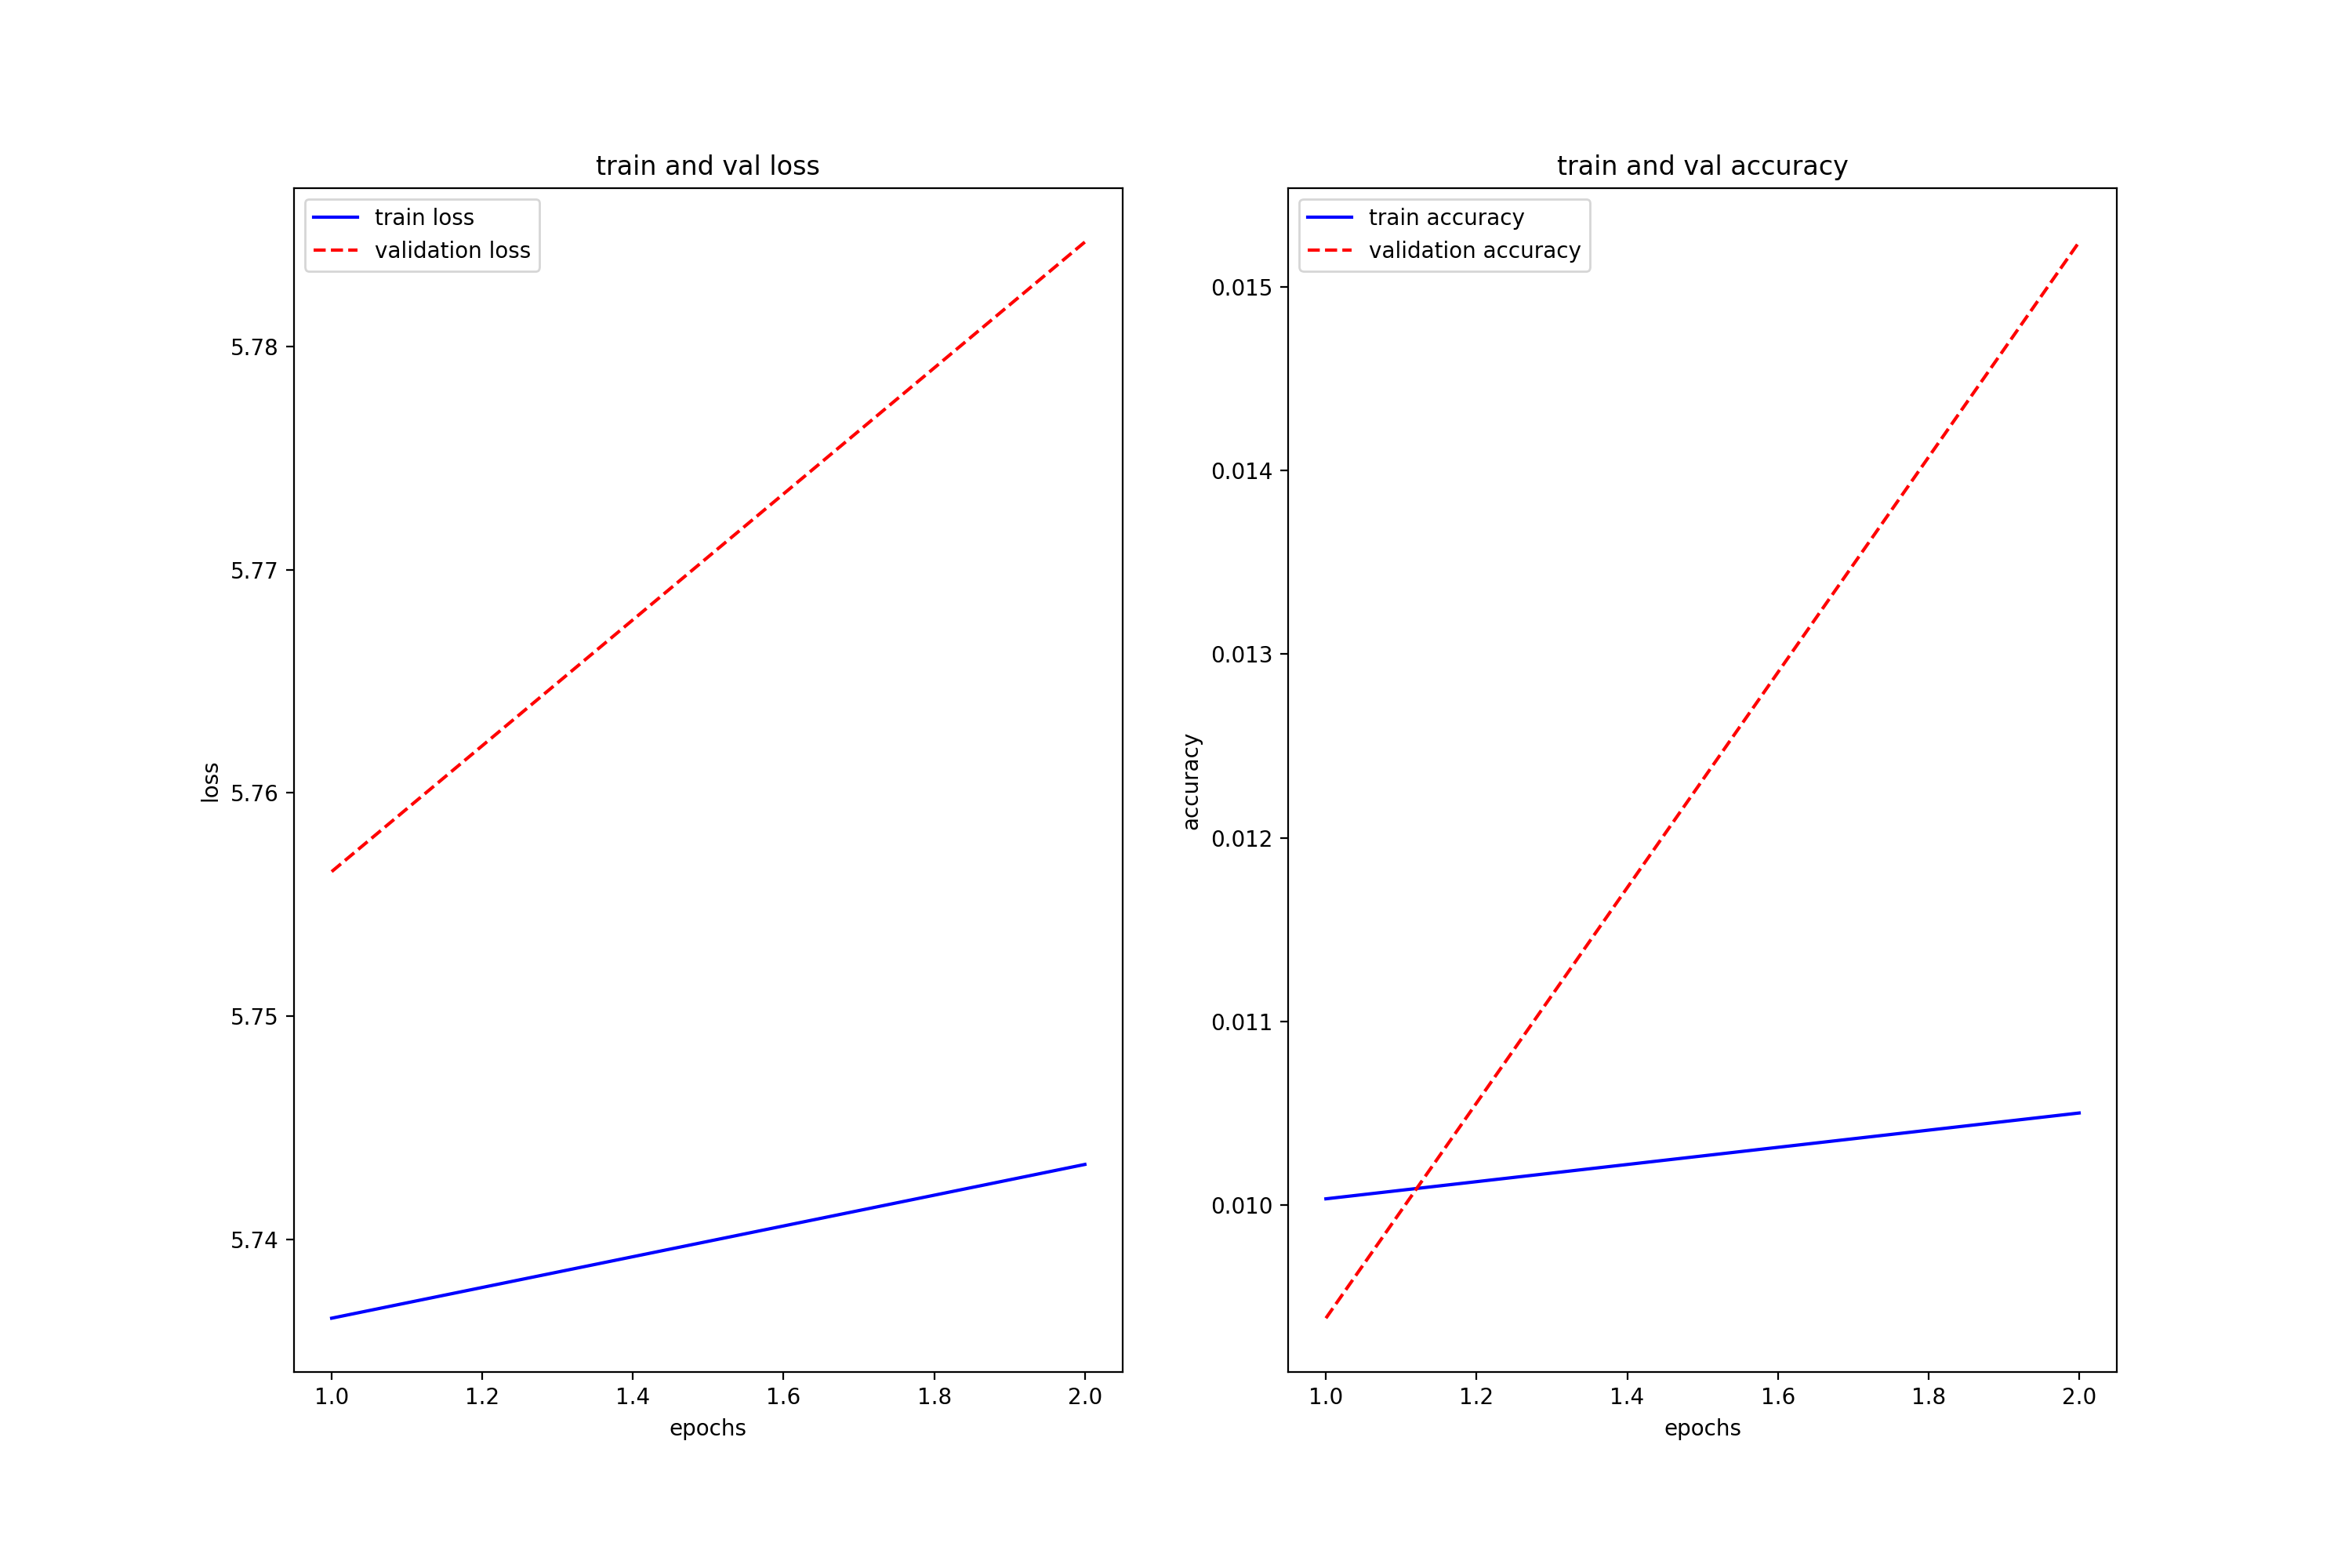 train and val loss
train loss
validation loss
5.78
5.77
5.76
5.75
5.74
loss
1.0 1.2 1.4 1.6 1.8 2.0
epochs
train and val accuracy
train accuracy
validation accuracy
0.015
0.014
0.013
0.012
0.011
0.010
accuracy
1.0 1.2 1.4 1.6 1.8 2.0
epochs